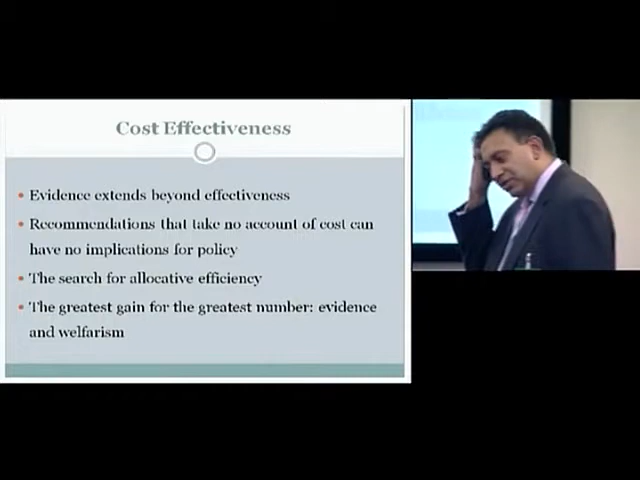 Cost Effectiveness
Evidence extends beyond effectiveness
Recommendations that take no account of cost can
have no implications for policy
The search for allocative efficiency
The greatest gain for the greatest number: evidence
and welfarism